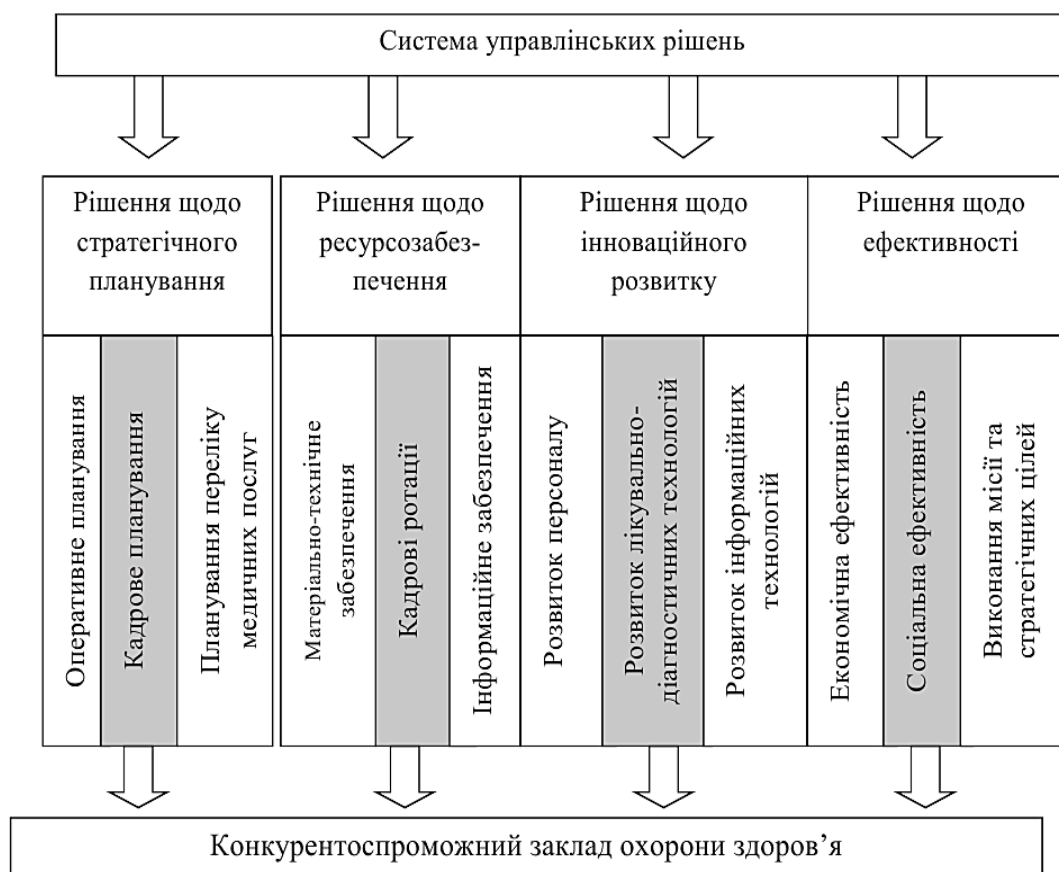 Система управлінських рішень
Рішення щодо
стратегічного
планування
Рішення щодо
ресурсозабез-
печення
Рішення щодо
інноваційного
розвитку
Рішення щодо
ефективності
Оперативне планування
Кадрове планування
Планування переліку
медичних послуг
Матеріально-технічне
забезпечення
Кадрові ротації
Інформаційне забезпечення
Розвиток персоналу
Розвиток лікувально-
діагностичних технологій
Розвиток інформаційних
технологій
Економічна ефективність
Соціальна ефективність
Виконання місії та
стратегічних цілей
Конкурентоспроможний заклад охорони здоров’я